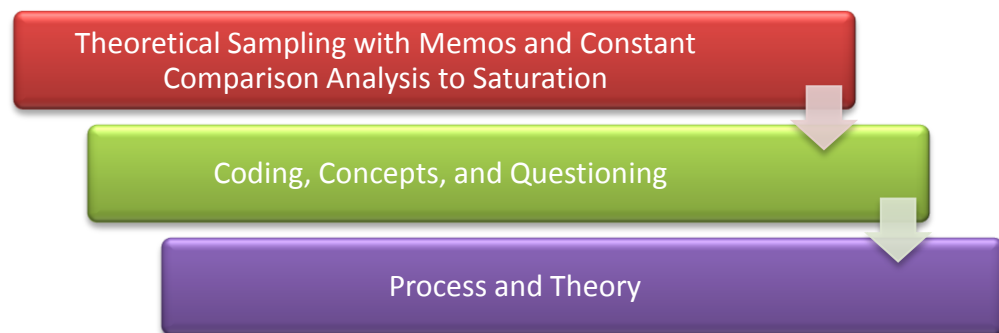 Theoretical Sampling with Memos and Constant
Comparison Analysis to Saturation
Coding, Concepts, and Questioning
Process and Theory